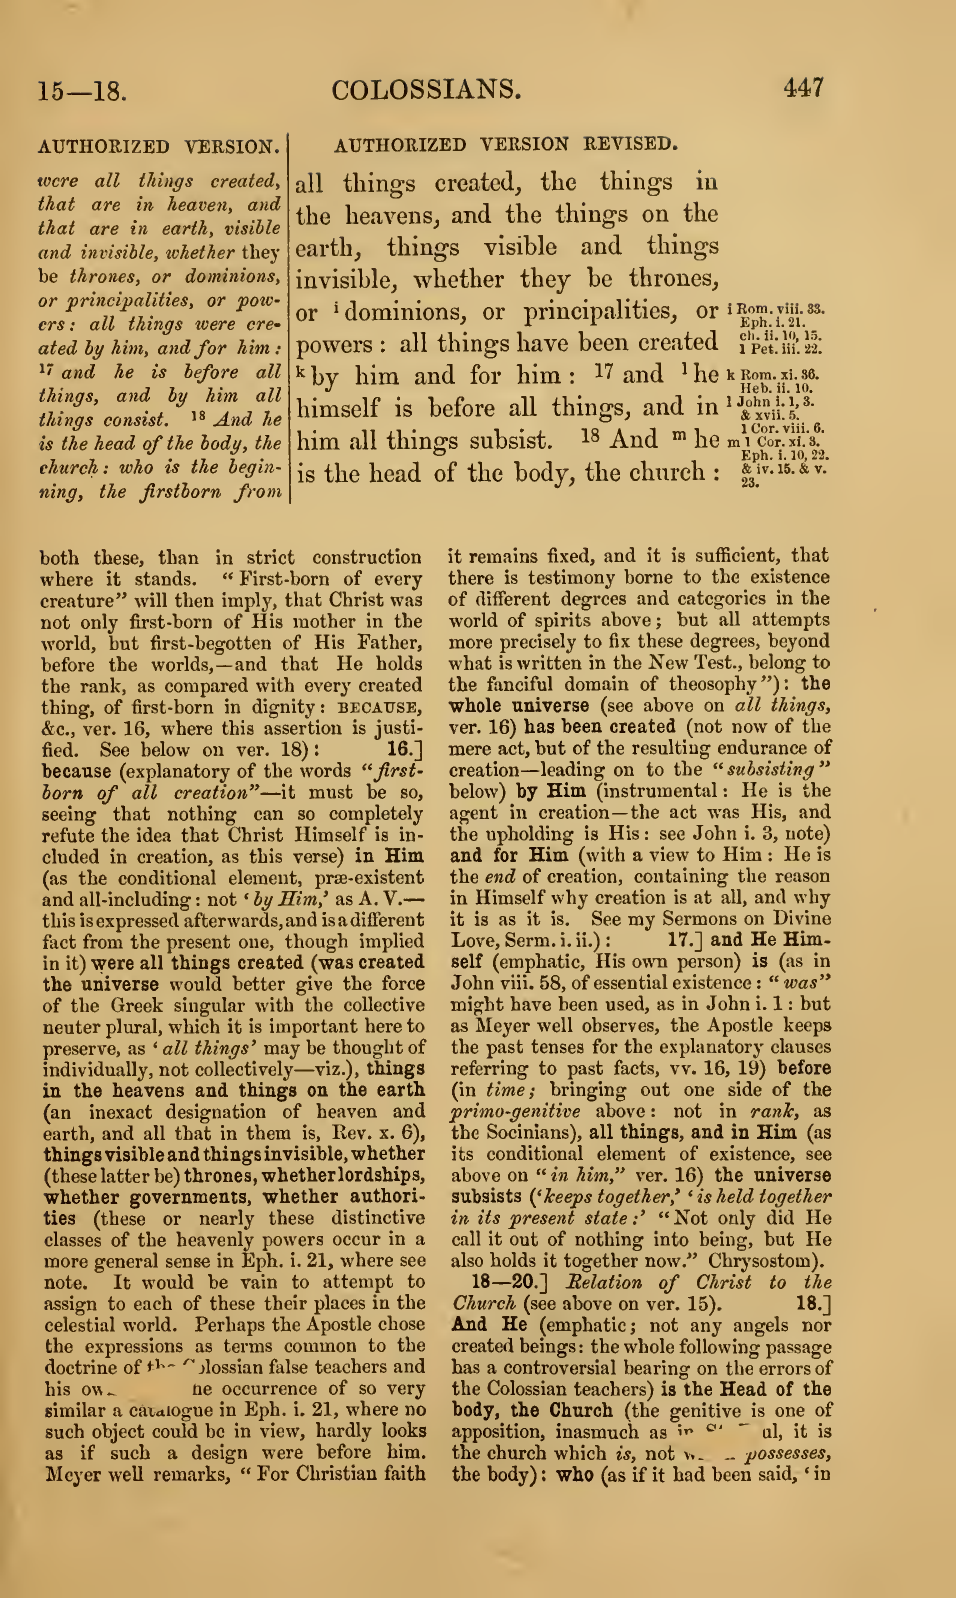 15—18.
COLOSSIANS.
447
AUTHORIZED VERSION.
were all things created,
that are in heaven, and
that are in earth, visible
and invisible, whether they
be thrones, or dominions,
or principalities, or pow-
ers: all things were cre-
ated by him, and for him:
17 and he is before all
things, and by him all
things consist. 18 And he
is the head of the body, the
church: who is the begin-
ning, the firstborn from
AUTHORIZED VERSION REVISED.
all things created, the things in
the heavens, and the things on the
earth, things visible and things
invisible, whether they be thrones,
or i dominions, or principalities, or
powers : all things have been created
k by him and for him : 17 and l he
himself is before all things, and in
him all things subsist. 18 And m he
is the head of the body, the church :
i Rom. viii. 38.
Eph. i. 21.
ch. ii. 10, 15.
1 Pet. iii. 22.
k Rom. xi. 36.
Heb. ii. 10.
l John i. 1, 3.
& xvii. 5.
1 Cor. viii. 6.
m 1 Cor. xi. 3.
Eph. i. 10, 22.
& iv. 15. & v.
23.
both these, than in strict construction
where it stands. “First-born of every
creature” will then imply, that Christ was
not only first-born of His mother in the
world, but first-begotten of His Father,
before the worlds,—and that He holds
the rank, as compared with every created
thing, of first-born in dignity: BECAUSE,
&c., ver. 16, where this assertion is justi-
fied. See below on ver. 18): 16.]
because (explanatory of the words “first-
born of all creation”—it must be so,
seeing that nothing can so completely
refute the idea that Christ Himself is in-
cluded in creation, as this verse) in Him
(as the conditional element, præ-existent
and all-including: not ‘by Him,’ as A. V.—
this is expressed afterwards, and is a different
fact from the present one, though implied
in it) were all things created (was created
the universe would better give the force
of the Greek singular with the collective
neuter plural, which it is important here to
preserve, as ‘all things’ may be thought of
individually, not collectively—viz.), things
in the heavens and things on the earth
(an inexact designation of heaven and
earth, and all that in them is, Rev. x. 6),
things visible and things invisible, whether
(these latter be) thrones, whether lordships,
whether governments, whether authori-
ties (these or nearly these distinctive
classes of the heavenly powers occur in a
more general sense in Eph. i. 21, where see
note. It would be vain to attempt to
assign to each of these their places in the
celestial world. Perhaps the Apostle chose
the expressions as terms common to the
doctrine of the Colossian false teachers and
his occurrence of so very
similar a catalogue in Eph. i. 21, where no
such object could be in view, hardly looks
as if such a design were before him.
Meyer well remarks, “For Christian faith
it remains fixed, and it is sufficient, that
there is testimony borne to the existence
of different degrees and categories in the
world of spirits above; but all attempts
more precisely to fix these degrees, beyond
what is written in the New Test., belong to
the fanciful domain of theosophy”): the
whole universe (see above on all things,
ver. 16) has been created (not now of the
mere act, but of the resulting endurance of
creation—leading on to the “subsisting”
below) by Him (instrumental: He is the
agent in creation—the act was His, and
the upholding is His: see John i. 3, note)
and for Him (with a view to Him: He is
the end of creation, containing the reason
in Himself why creation is at all, and why
it is as it is. See my Sermons on Divine
Love, Serm. i. ii.): 17.] and He Him-
self (emphatic, His own person) is (as in
John viii. 58, of essential existence: “was”
might have been used, as in John i. 1: but
as Meyer well observes, the Apostle keeps
the past tenses for the explanatory clauses
referring to past facts, vv. 16, 19) before
(in time; bringing out one side of the
primo-genitive above: not in rank, as
the Socinians), all things, and in Him (as
its conditional element of existence, see
above on “in him,” ver. 16) the universe
subsists (‘keeps together,’ ‘is held together
in its present state:’ “Not only did He
call it out of nothing into being, but He
also holds it together now.” Chrysostom).
18—20.] Relation of Christ to the
Church (see above on ver. 15). 18.]
And He (emphatic; not any angels nor
created beings: the whole following passage
has a controversial bearing on the errors of
the Colossian teachers) is the Head of the
body, the Church (the genitive is one of
apposition, inasmuch as in it is
the church which is, not possesses,
the body): who (as if it had been said, ‘in